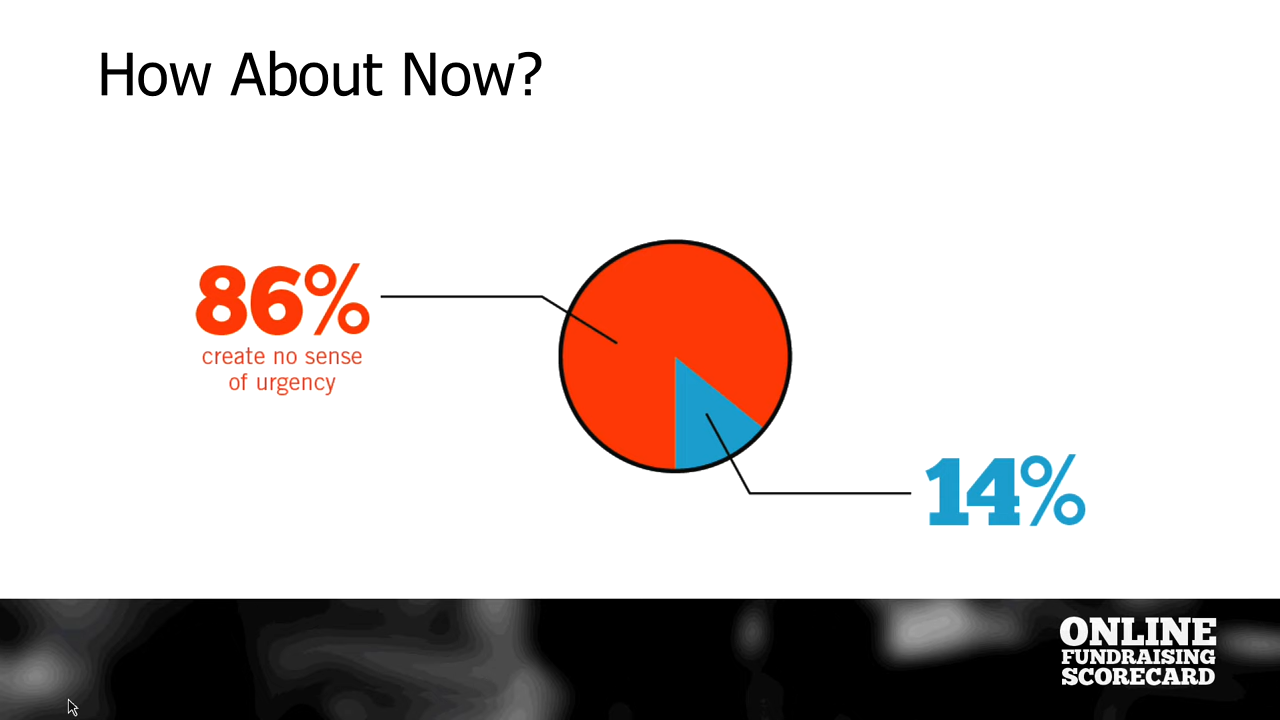 How About Now?
86%
create no sense
of urgency
14%
ONLINE
FUNDRAISING
SCORECARD